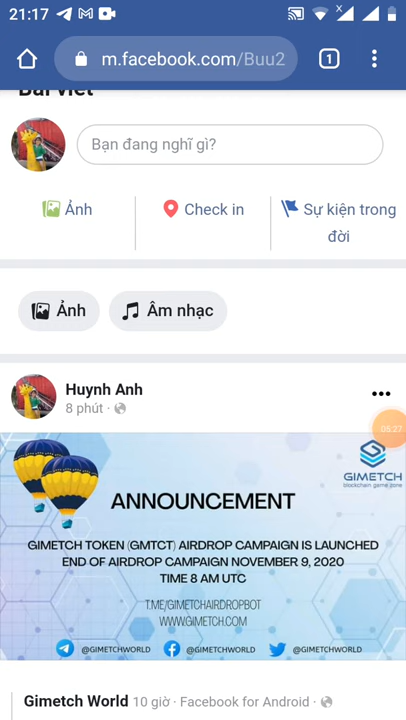 21:17
m.facebook.com/Buu2
1
Bài viết
Bạn đang nghĩ gì?
Ảnh
Check in
Sự kiện trong đời
Ảnh
Âm nhạc
Huynh Anh
8 phút ·
05:27
GIMETCH
blockchain game zone
ANNOUNCEMENT
GIMETCH TOKEN (GMTCT) AIRDROP CAMPAIGN IS LAUNCHED
END OF AIRDROP CAMPAIGN NOVEMBER 9, 2020
TIME 8 AM UTC
T.ME/GIMETCHAIRDROPBOT
WWW.GIMETCH.COM
@GIMETCHWORLD @GIMETCHWORLD @GIMETCHWORLD
Gimetch World 10 giờ · Facebook for Android ·